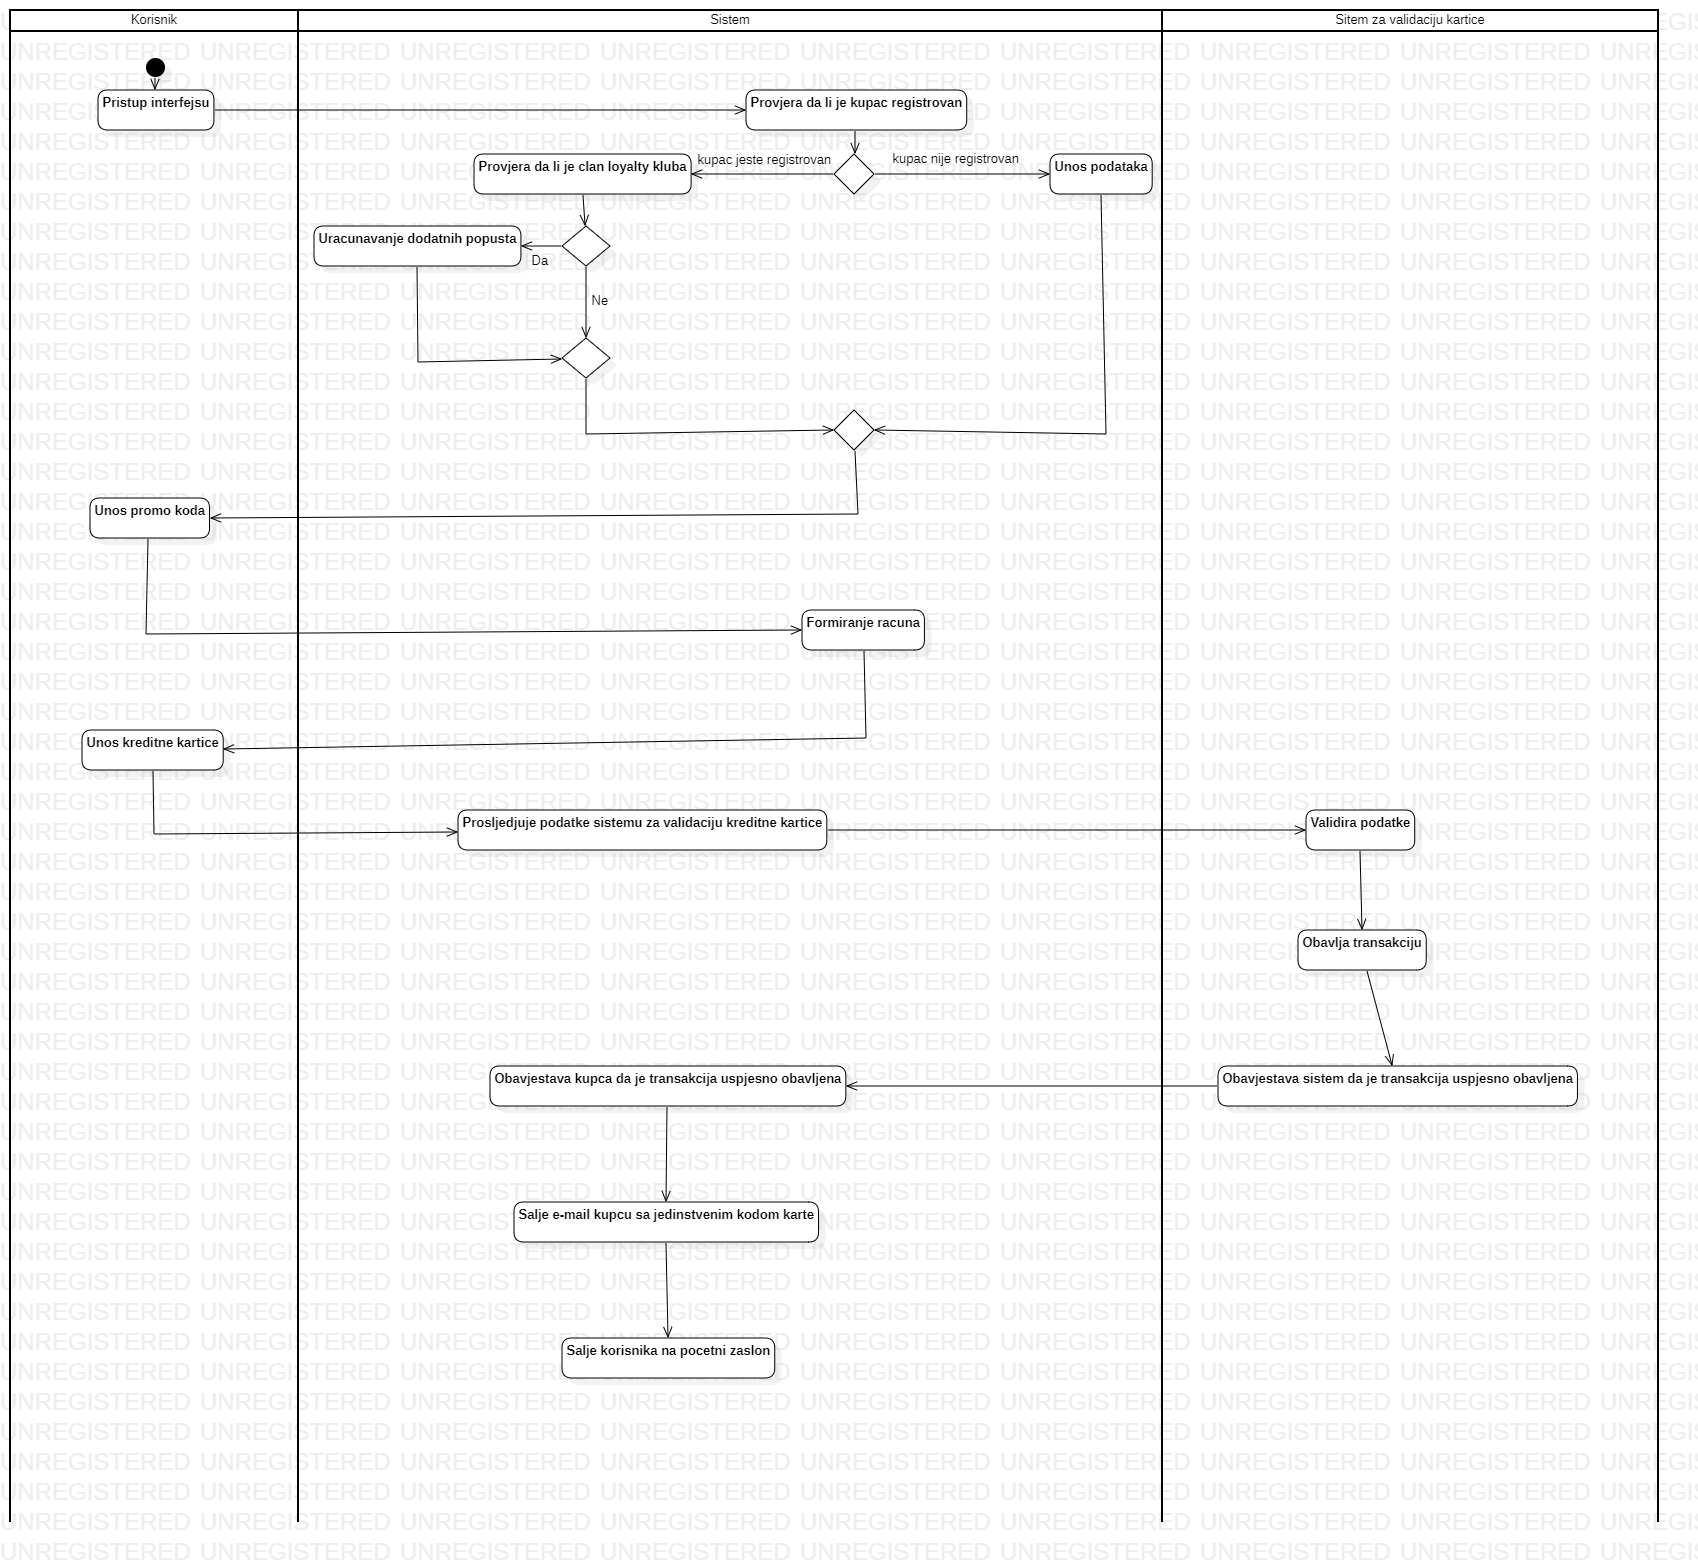 Korisnik
Sistem
Sitem za validaciju kartice
Pristup interfejsu
Provjera da li je kupac registrovan
Provjera da li je clan loyalty kluba
kupac jeste registrovan
kupac nije registrovan
Unos podataka
Uracunavanje dodatnih popusta
Da
Ne
Unos promo koda
Formiranje racuna
Unos kreditne kartice
Prosljedjuje podatke sistemu za validaciju kreditne kartice
Validira podatke
Obavlja transakciju
Obavjestava kupca da je transakcija uspjesno obavljena
Obavjestava sistem da je transakcija uspjesno obavljena
Salje e-mail kupcu sa jedinstvenim kodom karte
Salje korisnika na pocetni zaslon
UNREGISTERED